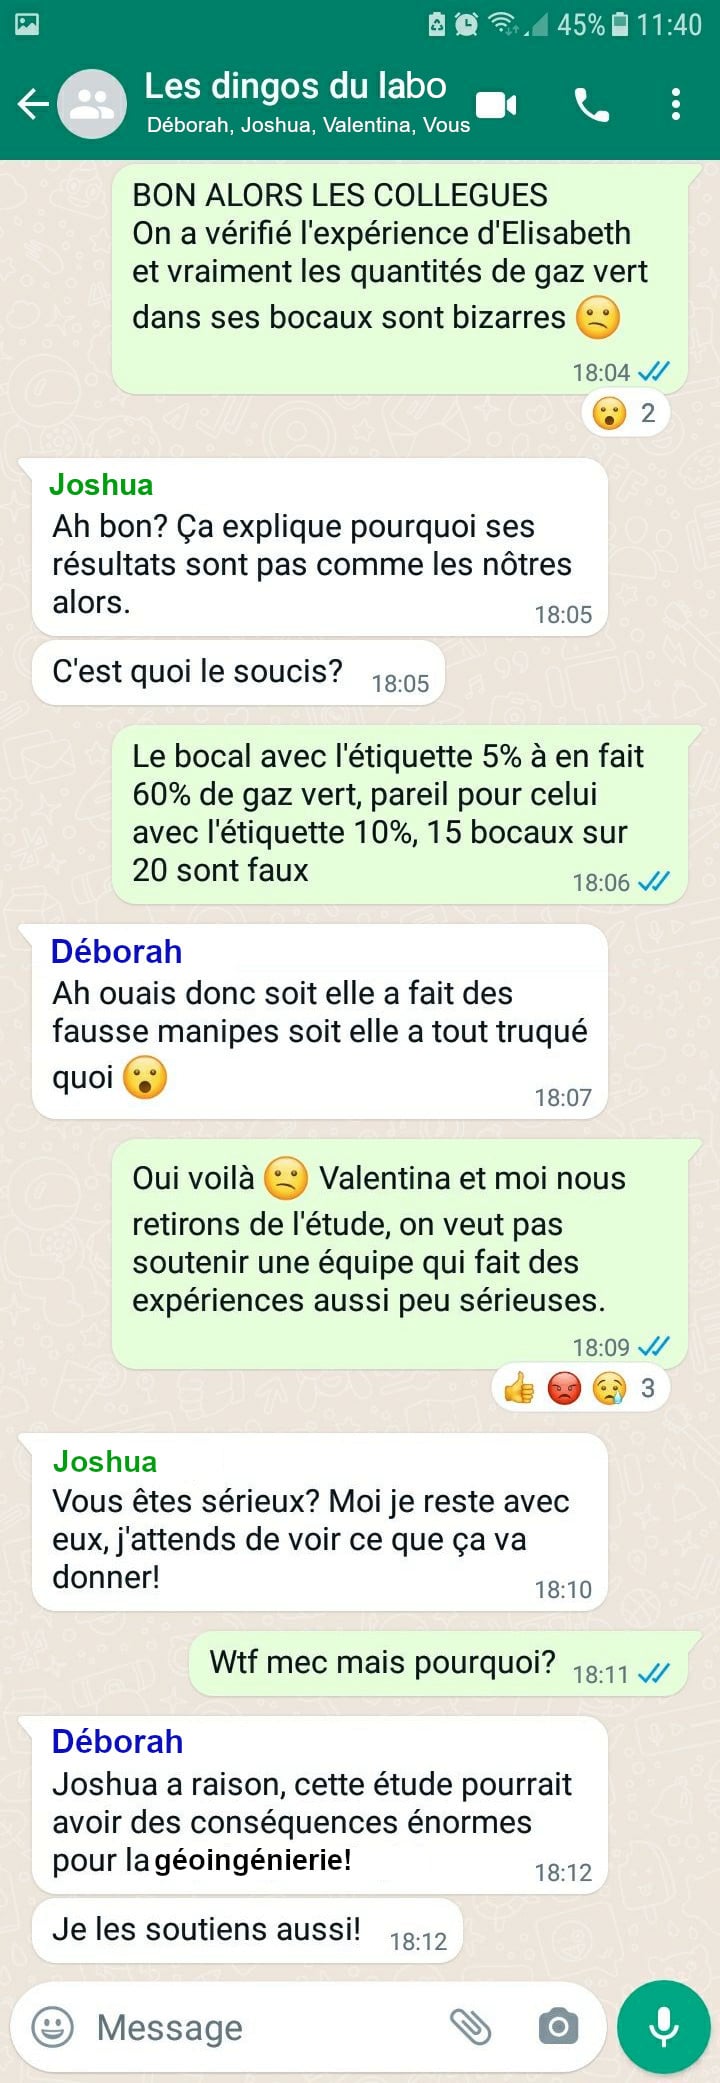 45% 11:40
Les dingos du labo
Déborah, Joshua, Valentina, Vous
BON ALORS LES COLLEGUES
On a vérifié l'expérience d'Elisabeth
et vraiment les quantités de gaz vert
dans ses bocaux sont bizarres 😕
18:04
😮 2
Joshua
Ah bon? Ça explique pourquoi ses
résultats sont pas comme les nôtres
alors.
18:05
C'est quoi le soucis? 18:05
Le bocal avec l'étiquette 5% à en fait
60% de gaz vert, pareil pour celui
avec l'étiquette 10%, 15 bocaux sur
20 sont faux 18:06
Déborah
Ah ouais donc soit elle a fait des
fausse manipes soit elle a tout truqué
quoi 😮
18:07
Oui voilà 😕 Valentina et moi nous
retirons de l'étude, on veut pas
soutenir une équipe qui fait des
expériences aussi peu sérieuses.
18:09
👍 😡 😢 3
Joshua
Vous êtes sérieux? Moi je reste avec
eux, j'attends de voir ce que ça va
donner!
18:10
Wtf mec mais pourquoi? 18:11
Déborah
Joshua a raison, cette étude pourrait
avoir des conséquences énormes
pour la géoingénierie!
18:12
Je les soutiens aussi! 18:12
Message